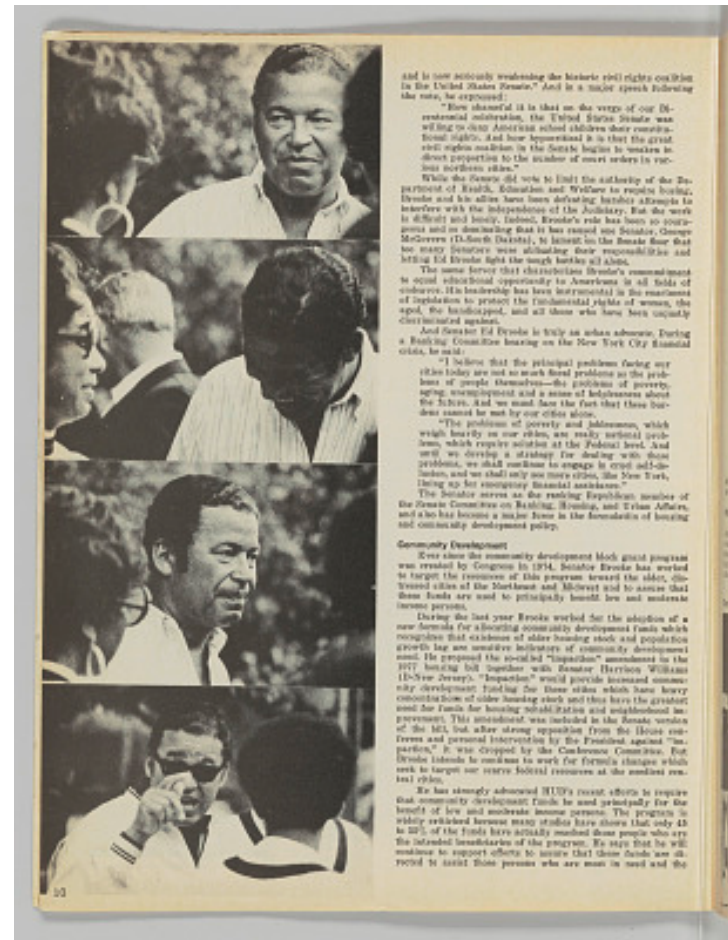 and is now seriously weakening the historic civil rights coalition
in the United States Senate." And in a major speech following
the vote, he expressed:
"How shameful it is that on the verge of our Bi-
centennial celebration, the United States Senate was
willing to deny American school children their constitu-
tional rights. And how hypocritical it is that the great
civil rights coalition in the Senate begins to weaken in
direct proportion to the number of court orders in var-
ious northern cities."
While the Senate did vote to limit the authority of the De-
partment of Health, Education and Welfare to require busing,
Brooke and his allies have been defeating harsher attempts to
interfere with the independence of the Judiciary. But the work
is difficult and lonely. Indeed, Brooke's role has been so coura-
geous and so dominating that it has caused one Senator, George
McGovern (D-South Dakota), to lament on the Senate floor that
too many Senators were abdicating their responsibilities and
letting Ed Brooke fight the tough battles all alone.
The same fervor that characterizes Brooke's commitment
to equal educational opportunity to Americans in all fields of
endeavor. His leadership has been instrumental in the enactment
of legislation to protect the fundamental rights of women, the
aged, the handicapped, and all those who have been unjustly
discriminated against.
And Senator Ed Brooke is truly an urban advocate. During
a Banking Committee hearing on the New York City financial
crisis, he said:
"I believe that the principal problems facing our
cities today are not so much fiscal problems as the prob-
lems of people themselves—the problems of poverty,
aging, unemployment and a sense of helplessness about
the future. And we must face the fact that these bur-
dens cannot be met by our cities alone.
"The problems of poverty and joblessness, which
weigh heavily on our cities, are really national prob-
lems, which require solution at the Federal level. And
until we develop a strategy for dealing with these
problems, we shall continue to engage in cruel self-de-
lusion, and we shall only see more cities, like New York,
lining up for emergency financial assistance."
The Senator serves as the ranking Republican member of
the Senate Committee on Banking, Housing, and Urban Affairs,
and also has become a major force in the formulation of housing
and community development policy.
Community Development
Ever since the community development block grant program
was created by Congress in 1974, Senator Brooke has worked
to target the resources of this program toward the older, dis-
tressed cities of the Northeast and Midwest and to assure that
these funds are used to principally benefit low and moderate
income persons.
During the last year Brooke worked for the adoption of a
new formula for allocating community development funds which
recognizes that existence of older housing stock and population
growth lag are sensitive indicators of community development
need. He proposed the so-called "impaction" amendment in the
1977 housing bill together with Senator Harrison Williams
(D-New Jersey). "Impaction" would provide increased commu-
nity development funding for those cities which have heavy
concentrations of older housing stock and thus have the greatest
need for funds for housing rehabilitation and neighborhood im-
provement. This amendment was included in the Senate version
of the bill, but after strong opposition from the House con-
ferees and personal intervention by the President against "im-
paction," it was dropped by the Conference Committee. But
Brooke intends to continue to work for formula changes which
seek to target our scarce federal resources at the neediest cen-
tral cities.
He has strongly advocated HUD's recent efforts to require
that community development funds be used principally for the
benefit of low and moderate income persons. The program is
widely criticized because many studies have shown that only 45
to 55% of the funds have actually reached those people who are
the intended beneficiaries of the program. He says that he will
continue to support efforts to assure that these funds are di-
rected to assist those persons who are most in need and the
10